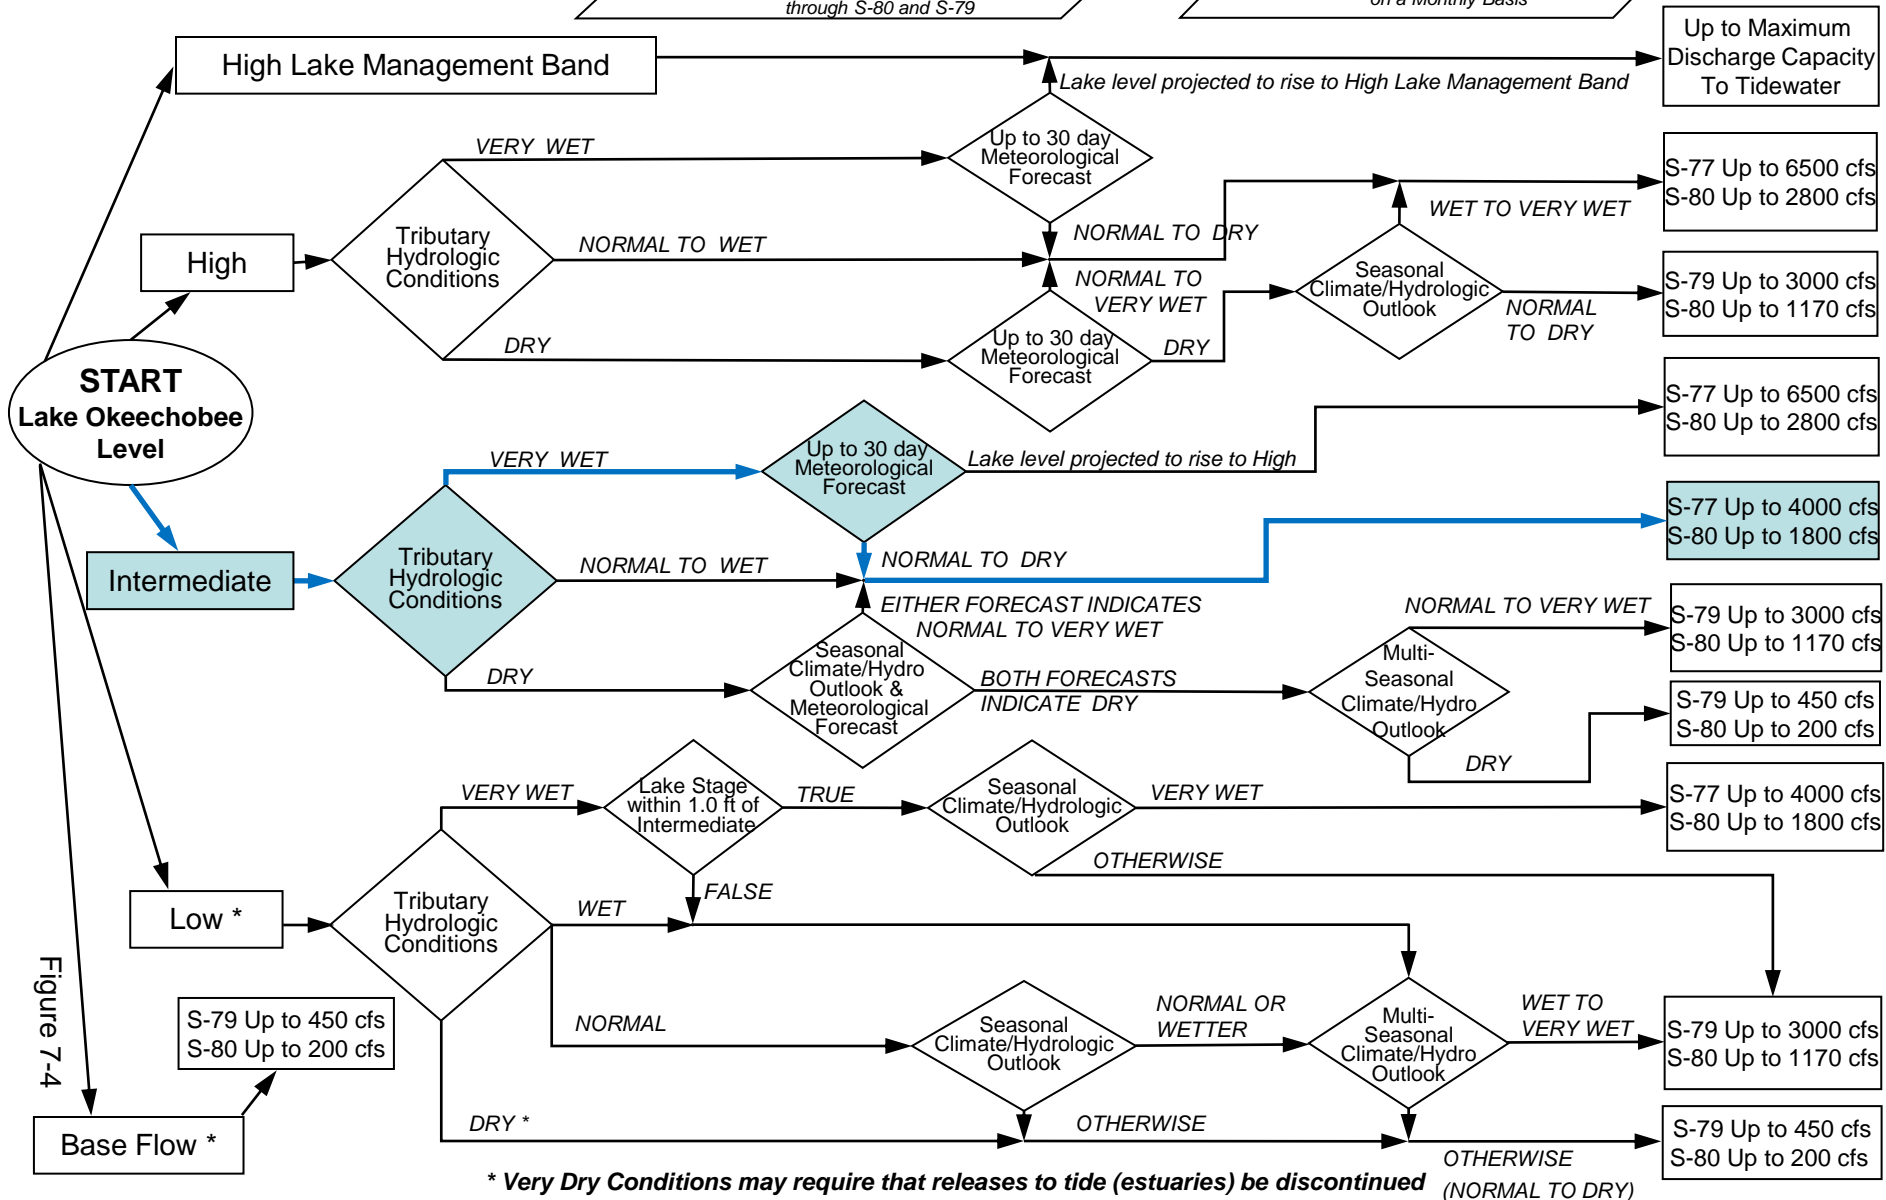 through S-80 and S-79
on a Monthly Basis
Up to Maximum
Discharge Capacity
To Tidewater
High Lake Management Band
Lake level projected to rise to High Lake Management Band
Up to 30 day
Meteorological
Forecast
VERY WET
S-77 Up to 6500 cfs
S-80 Up to 2800 cfs
WET TO VERY WET
Tributary
Hydrologic
Conditions
NORMAL TO WET
NORMAL TO DRY
High
Seasonal
Climate/Hydrologic
Outlook
NORMAL TO
VERY WET
S-79 Up to 3000 cfs
S-80 Up to 1170 cfs
NORMAL
TO DRY
DRY
Up to 30 day
Meteorological
Forecast
DRY
START
Lake Okeechobee
Level
S-77 Up to 6500 cfs
S-80 Up to 2800 cfs
VERY WET
Up to 30 day
Meteorological
Forecast
Lake level projected to rise to High
S-77 Up to 4000 cfs
S-80 Up to 1800 cfs
Intermediate
Tributary
Hydrologic
Conditions
NORMAL TO WET
NORMAL TO DRY
EITHER FORECAST INDICATES
NORMAL TO VERY WET
NORMAL TO VERY WET
S-79 Up to 3000 cfs
S-80 Up to 1170 cfs
DRY
Seasonal
Climate/Hydro
Outlook &
Meteorological
Forecast
BOTH FORECASTS
INDICATE DRY
Multi-
Seasonal
Climate/Hydro
Outlook
S-79 Up to 450 cfs
S-80 Up to 200 cfs
DRY
VERY WET
Lake Stage
within 1.0 ft of
Intermediate
TRUE
Seasonal
Climate/Hydrologic
Outlook
VERY WET
S-77 Up to 4000 cfs
S-80 Up to 1800 cfs
OTHERWISE
FALSE
Low *
Tributary
Hydrologic
Conditions
WET
Figure 7-4
S-79 Up to 450 cfs
S-80 Up to 200 cfs
NORMAL
Seasonal
Climate/Hydrologic
Outlook
NORMAL OR
WETTER
Multi-
Seasonal
Climate/Hydro
Outlook
WET TO
VERY WET
S-79 Up to 3000 cfs
S-80 Up to 1170 cfs
Base Flow *
DRY *
OTHERWISE
S-79 Up to 450 cfs
S-80 Up to 200 cfs
OTHERWISE
(NORMAL TO DRY)
* Very Dry Conditions may require that releases to tide (estuaries) be discontinued